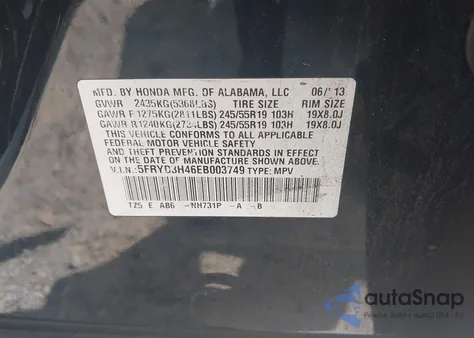 MFD. BY HONDA MFG. OF ALABAMA, LLC 06/13
GVWR 2435KG(5368LBS) TIRE SIZE RIM SIZE
GAWR F 1275KG(2811LBS) 245/55R19 103H 19X8.0J
GAWR R 1240KG(2734LBS) 245/55R19 103H 19X8.0J
THIS VEHICLE CONFORMS TO ALL APPLICABLE
FEDERAL MOTOR VEHICLE SAFETY
AND THEFT PREVENTION STANDARDS IN EFFECT ON THE
DATE OF MANUFACTURE SHOWN ABOVE.
V.I.N.: 5FRYD3H46EB003749 TYPE: MPV
TZ5 E AB6 -NH731P -A -B
autoSnap